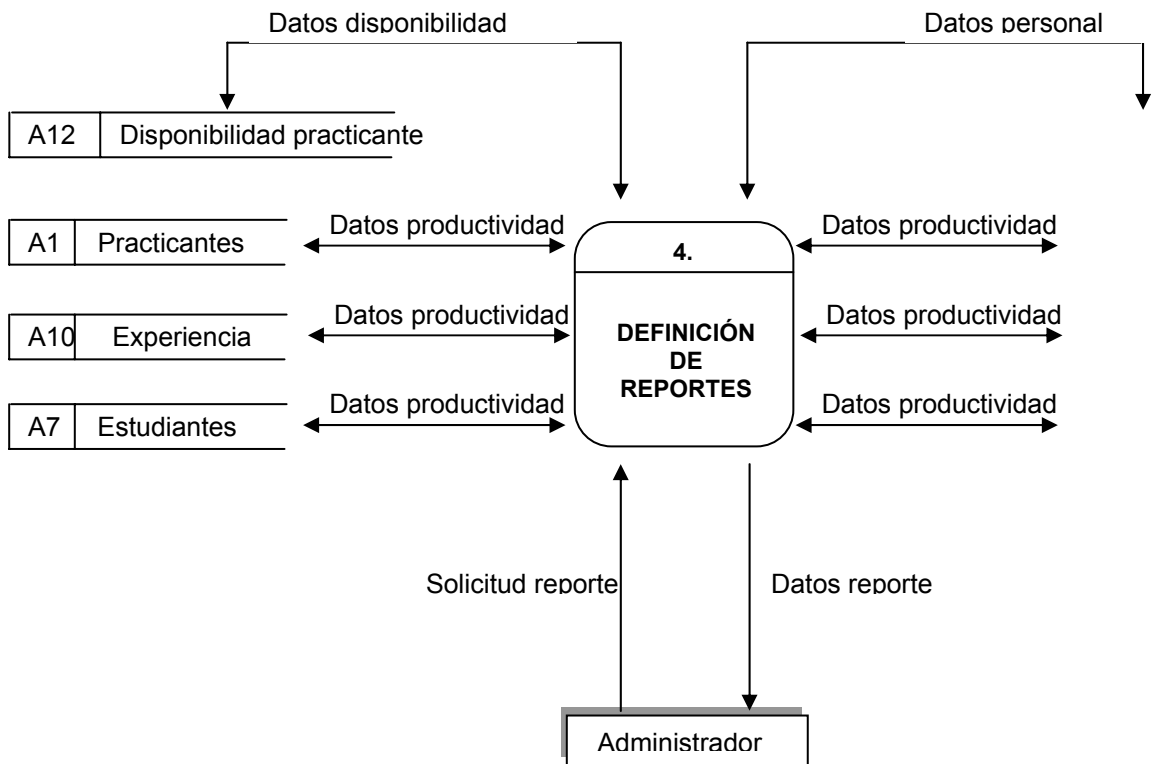 Datos disponibilidad
Datos personal
A12 Disponibilidad practicante
A1 Practicantes
Datos productividad
4.
Datos productividad
A10 Experiencia
Datos productividad
DEFINICIÓN
DE
REPORTES
Datos productividad
A7 Estudiantes
Datos productividad
Datos productividad
Solicitud reporte
Datos reporte
Administrador